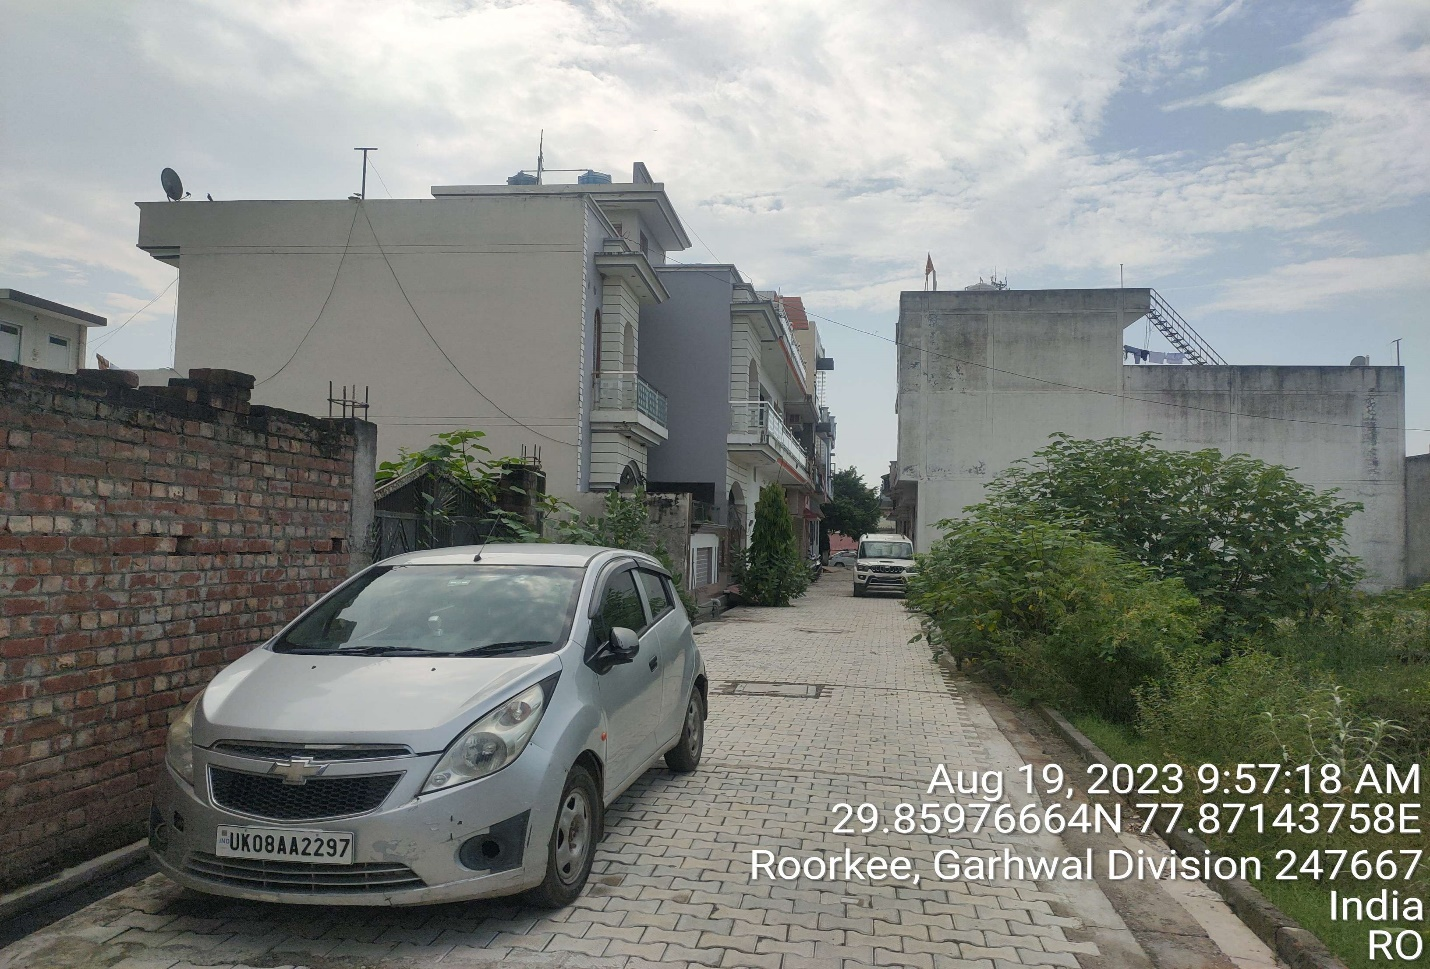 UK08AA2297
Aug 19, 2023 9:57:18 AM
29.85976664N 77.87143758E
Roorkee, Garhwal Division 247667
India
RO